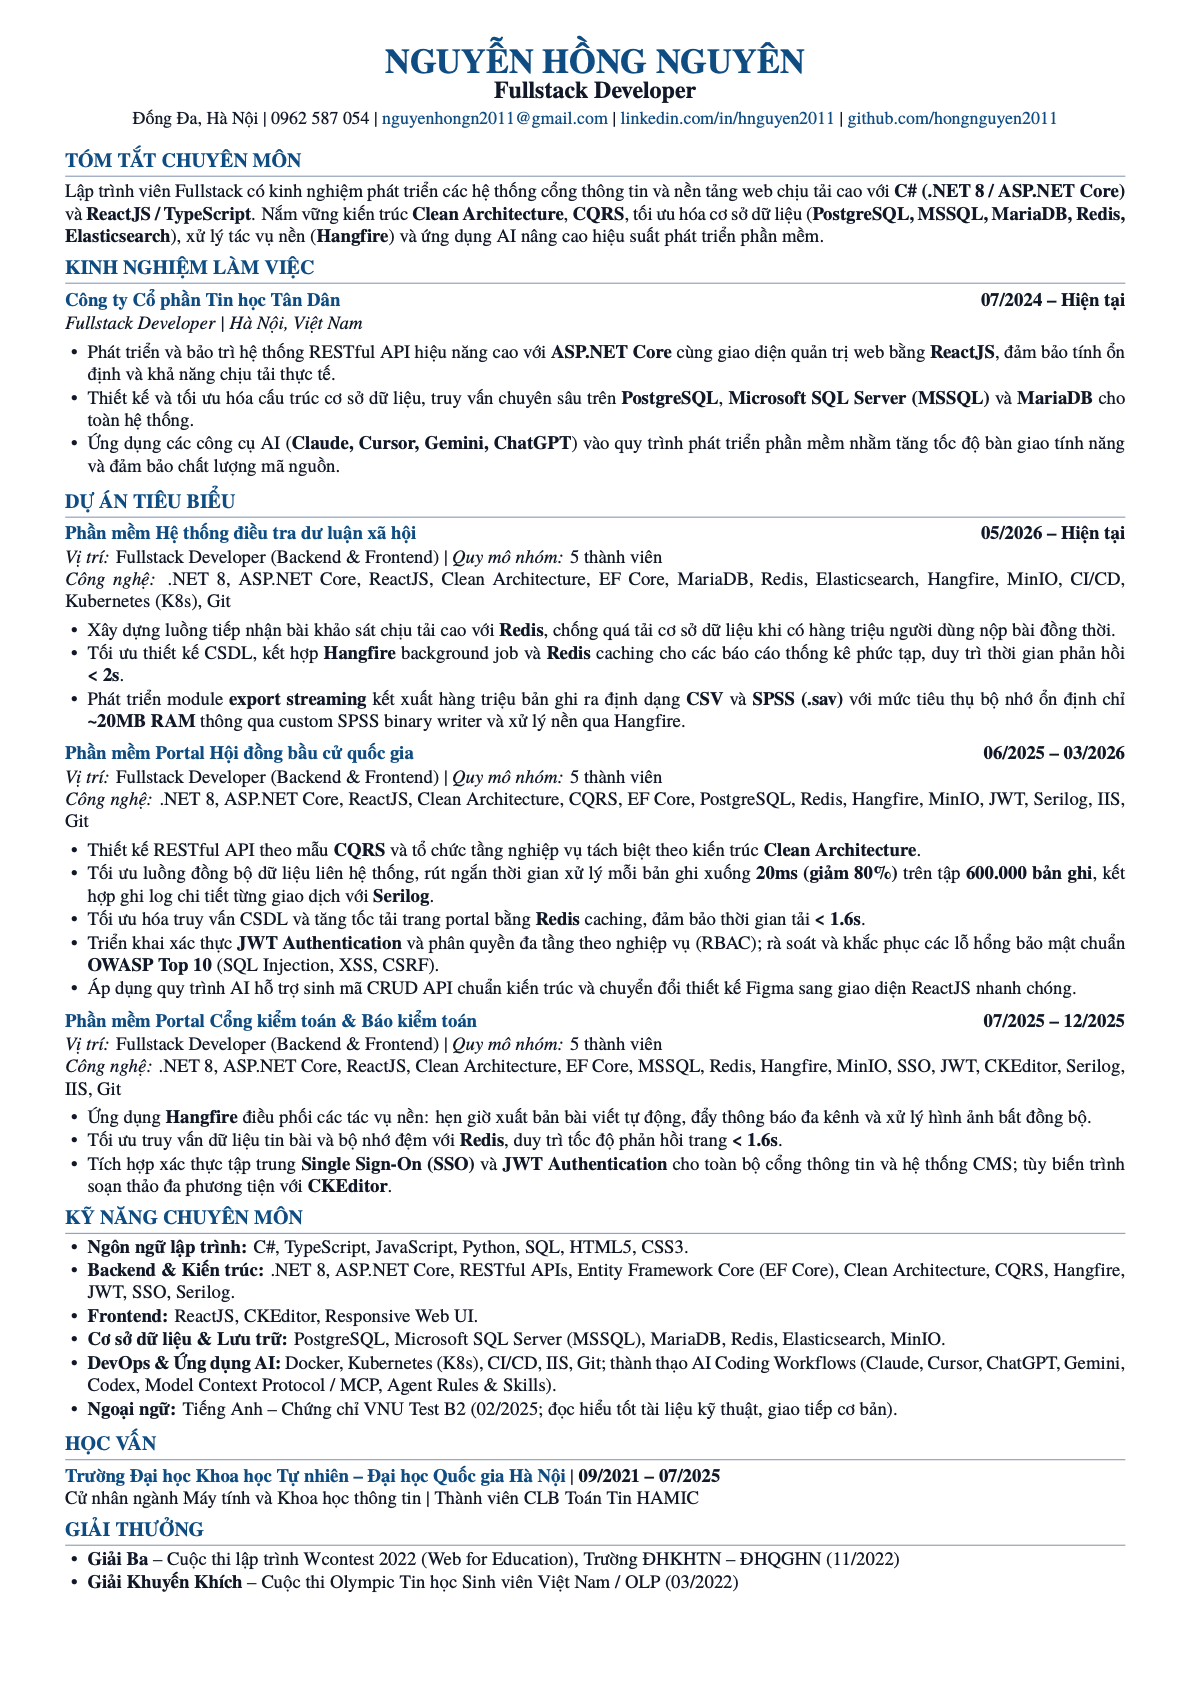 NGUYỄN HỒNG NGUYÊN
Fullstack Developer
Đống Đa, Hà Nội | 0962 587 054 | nguyenhongn2011@gmail.com | linkedin.com/in/hnguyen2011 | github.com/hongnguyen2011
TÓM TẮT CHUYÊN MÔN
Lập trình viên Fullstack có kinh nghiệm phát triển các hệ thống cổng thông tin và nền tảng web chịu tải cao với C# (.NET 8 / ASP.NET Core)
và ReactJS / TypeScript. Nắm vững kiến trúc Clean Architecture, CQRS, tối ưu hóa cơ sở dữ liệu (PostgreSQL, MSSQL, MariaDB, Redis,
Elasticsearch), xử lý tác vụ nền (Hangfire) và ứng dụng AI nâng cao hiệu suất phát triển phần mềm.
KINH NGHIỆM LÀM VIỆC
Công ty Cổ phần Tin học Tân Dân 07/2024 – Hiện tại
Fullstack Developer | Hà Nội, Việt Nam
• Phát triển và bảo trì hệ thống RESTful API hiệu năng cao với ASP.NET Core cùng giao diện quản trị web bằng ReactJS, đảm bảo tính ổn
định và khả năng chịu tải thực tế.
• Thiết kế và tối ưu hóa cấu trúc cơ sở dữ liệu, truy vấn chuyên sâu trên PostgreSQL, Microsoft SQL Server (MSSQL) và MariaDB cho
toàn hệ thống.
• Ứng dụng các công cụ AI (Claude, Cursor, Gemini, ChatGPT) vào quy trình phát triển phần mềm nhằm tăng tốc độ bàn giao tính năng
và đảm bảo chất lượng mã nguồn.
DỰ ÁN TIÊU BIỂU
Phần mềm Hệ thống điều tra dư luận xã hội 05/2026 – Hiện tại
Vị trí: Fullstack Developer (Backend & Frontend) | Quy mô nhóm: 5 thành viên
Công nghệ: .NET 8, ASP.NET Core, ReactJS, Clean Architecture, EF Core, MariaDB, Redis, Elasticsearch, Hangfire, MinIO, CI/CD,
Kubernetes (K8s), Git
• Xây dựng luồng tiếp nhận bài khảo sát chịu tải cao với Redis, chống quá tải cơ sở dữ liệu khi có hàng triệu người dùng nộp bài đồng thời.
• Tối ưu thiết kế CSDL, kết hợp Hangfire background job và Redis caching cho các báo cáo thống kê phức tạp, duy trì thời gian phản hồi
< 2s.
• Phát triển module export streaming kết xuất hàng triệu bản ghi ra định dạng CSV và SPSS (.sav) với mức tiêu thụ bộ nhớ ổn định chỉ
~20MB RAM thông qua custom SPSS binary writer và xử lý nền qua Hangfire.
Phần mềm Portal Hội đồng bầu cử quốc gia 06/2025 – 03/2026
Vị trí: Fullstack Developer (Backend & Frontend) | Quy mô nhóm: 5 thành viên
Công nghệ: .NET 8, ASP.NET Core, ReactJS, Clean Architecture, CQRS, EF Core, PostgreSQL, Redis, Hangfire, MinIO, JWT, Serilog, IIS,
Git
• Thiết kế RESTful API theo mẫu CQRS và tổ chức tầng nghiệp vụ tách biệt theo kiến trúc Clean Architecture.
• Tối ưu luồng đồng bộ dữ liệu liên hệ thống, rút ngắn thời gian xử lý mỗi bản ghi xuống 20ms (giảm 80%) trên tập 600.000 bản ghi, kết
hợp ghi log chi tiết từng giao dịch với Serilog.
• Tối ưu hóa truy vấn CSDL và tăng tốc tải trang portal bằng Redis caching, đảm bảo thời gian tải < 1.6s.
• Triển khai xác thực JWT Authentication và phân quyền đa tầng theo nghiệp vụ (RBAC); rà soát và khắc phục các lỗ hổng bảo mật chuẩn
OWASP Top 10 (SQL Injection, XSS, CSRF).
• Áp dụng quy trình AI hỗ trợ sinh mã CRUD API chuẩn kiến trúc và chuyển đổi thiết kế Figma sang giao diện ReactJS nhanh chóng.
Phần mềm Portal Cổng kiểm toán & Báo kiểm toán 07/2025 – 12/2025
Vị trí: Fullstack Developer (Backend & Frontend) | Quy mô nhóm: 5 thành viên
Công nghệ: .NET 8, ASP.NET Core, ReactJS, Clean Architecture, EF Core, MSSQL, Redis, Hangfire, MinIO, SSO, JWT, CKEditor, Serilog,
IIS, Git
• Ứng dụng Hangfire điều phối các tác vụ nền: hẹn giờ xuất bản bài viết tự động, đẩy thông báo đa kênh và xử lý hình ảnh bất đồng bộ.
• Tối ưu truy vấn dữ liệu tin bài và bộ nhớ đệm với Redis, duy trì tốc độ phản hồi trang < 1.6s.
• Tích hợp xác thực tập trung Single Sign-On (SSO) và JWT Authentication cho toàn bộ cổng thông tin và hệ thống CMS; tùy biến trình
soạn thảo đa phương tiện với CKEditor.
KỸ NĂNG CHUYÊN MÔN
• Ngôn ngữ lập trình: C#, TypeScript, JavaScript, Python, SQL, HTML5, CSS3.
• Backend & Kiến trúc: .NET 8, ASP.NET Core, RESTful APIs, Entity Framework Core (EF Core), Clean Architecture, CQRS, Hangfire,
JWT, SSO, Serilog.
• Frontend: ReactJS, CKEditor, Responsive Web UI.
• Cơ sở dữ liệu & Lưu trữ: PostgreSQL, Microsoft SQL Server (MSSQL), MariaDB, Redis, Elasticsearch, MinIO.
• DevOps & Ứng dụng AI: Docker, Kubernetes (K8s), CI/CD, IIS, Git; thành thạo AI Coding Workflows (Claude, Cursor, ChatGPT, Gemini,
Codex, Model Context Protocol / MCP, Agent Rules & Skills).
• Ngoại ngữ: Tiếng Anh – Chứng chỉ VNU Test B2 (02/2025; đọc hiểu tốt tài liệu kỹ thuật, giao tiếp cơ bản).
HỌC VẤN
Trường Đại học Khoa học Tự nhiên – Đại học Quốc gia Hà Nội | 09/2021 – 07/2025
Cử nhân ngành Máy tính và Khoa học thông tin | Thành viên CLB Toán Tin HAMIC
GIẢI THƯỞNG
• Giải Ba – Cuộc thi lập trình Wcontest 2022 (Web for Education), Trường ĐHKHTN – ĐHQGHN (11/2022)
• Giải Khuyến Khích – Cuộc thi Olympic Tin học Sinh viên Việt Nam / OLP (03/2022)